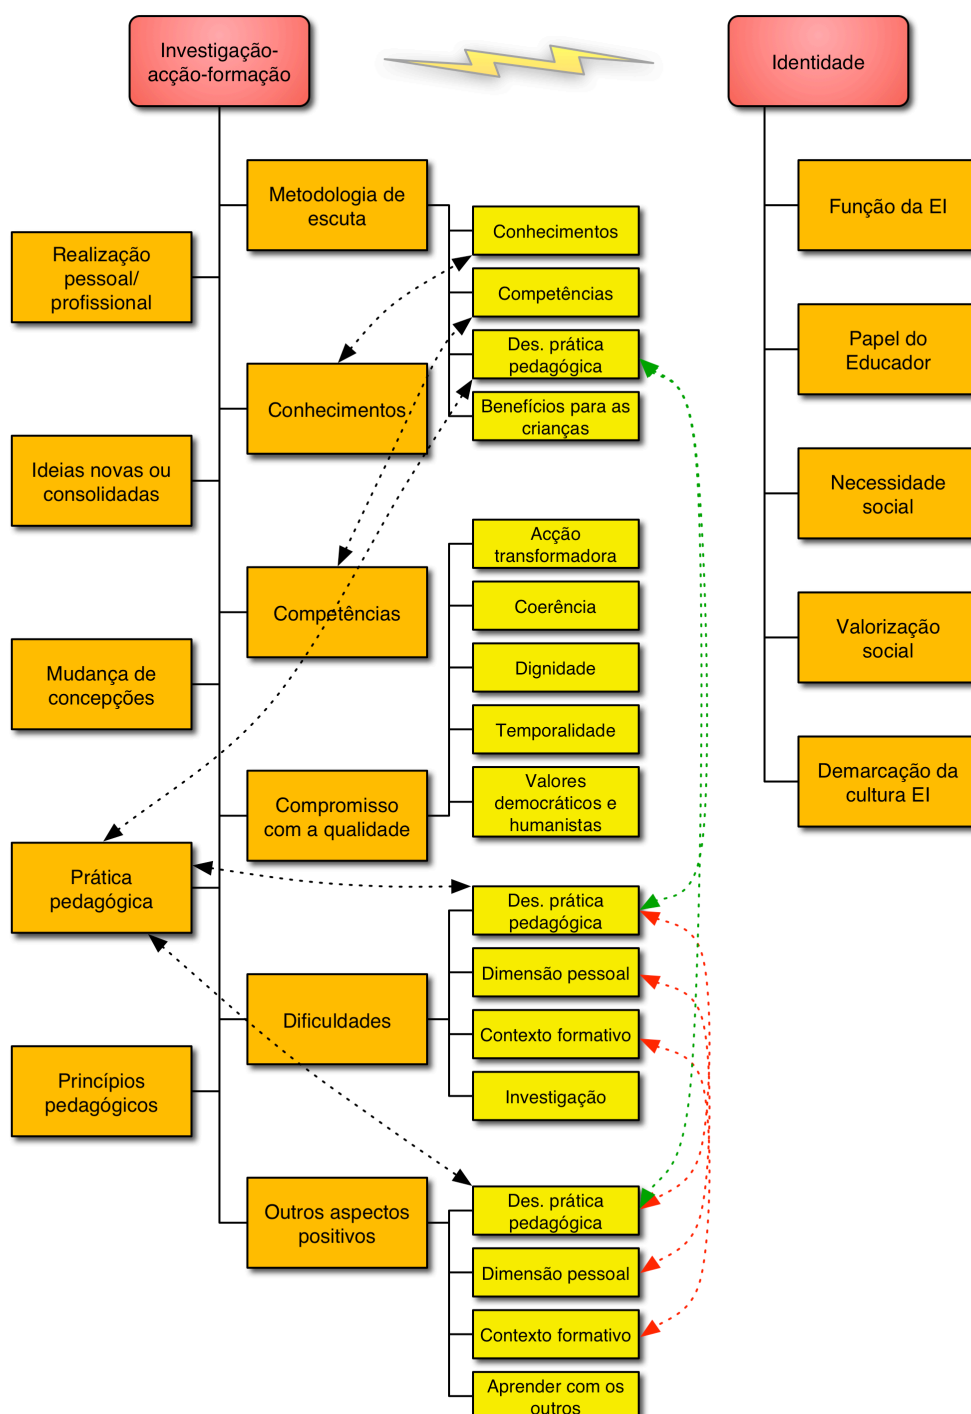 Investigação-
acção-formação
Identidade
Metodologia de
escuta
Função da EI
Conhecimentos
Realização
pessoal/
profissional
Competências
Des. prática
pedagógica
Papel do
Educador
Conhecimentos
Benefícios para as
crianças
Ideias novas ou
consolidadas
Necessidade
social
Acção
transformadora
Coerência
Competências
Valorização
social
Dignidade
Mudança de
concepções
Temporalidade
Demarcação da
cultura EI
Compromisso
com a qualidade
Valores
democráticos e
humanistas
Prática
pedagógica
Des. prática
pedagógica
Dimensão pessoal
Dificuldades
Contexto formativo
Princípios
pedagógicos
Investigação
Outros aspectos
positivos
Des. prática
pedagógica
Dimensão pessoal
Contexto formativo
Aprender com os
outros